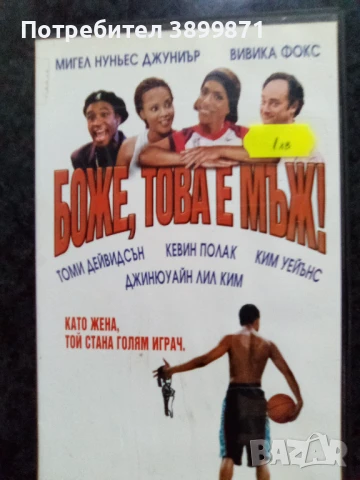 Потребител 3899871
МИГЕЛ НУНЬЕС ДЖУНИЪР
ВИВИКА ФОКС
1 лв
БОЖЕ, ТОВА Е МЪЖ!
ТОМИ ДЕЙВИДСЪН
КЕВИН ПОЛАК
КИМ УЕЙЪНС
ДЖИНЮУАЙН ЛИЛ КИМ
КАТО ЖЕНА,
ТОЙ СТАНА ГОЛЯМ ИГРАЧ.
bazar